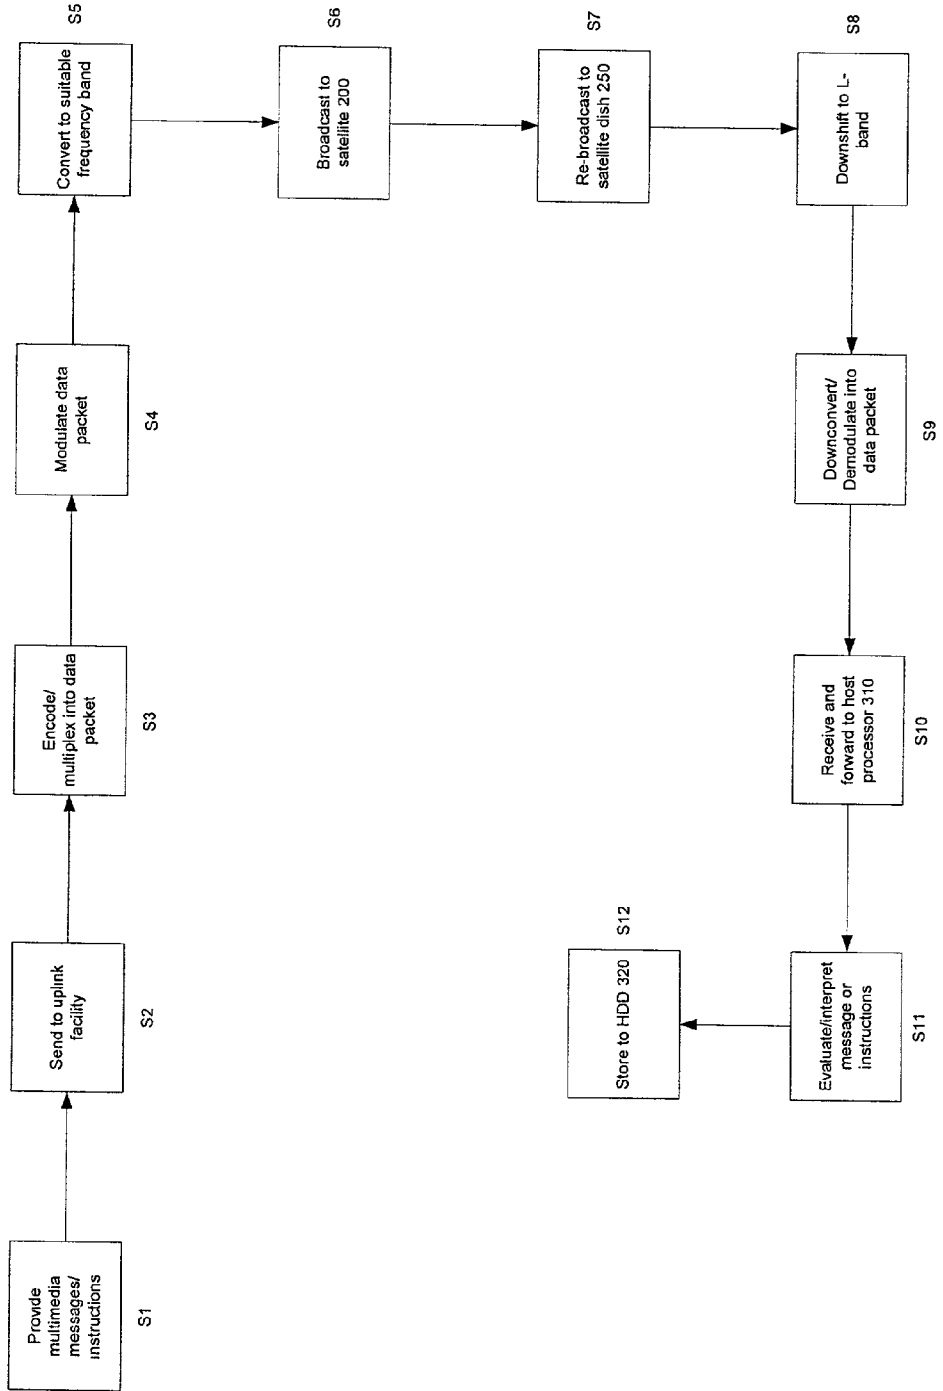 Provide
multimedia
messages/
instructions
S1
Send to uplink
facility
S2
Encode/
multiplex into data
packet
S3
Modulate data
packet
S4
Convert to suitable
frequency band
S5
Broadcast to
satellite 200
S6
Re-broadcast to
satellite dish 250
S7
Downshift to L-
band
S8
Downconvert/
Demodulate into
data packet
S9
Receive and
forward to host
processor 310
S10
Evaluate/interpret
message or
instructions
S11
Store to HDD 320
S12